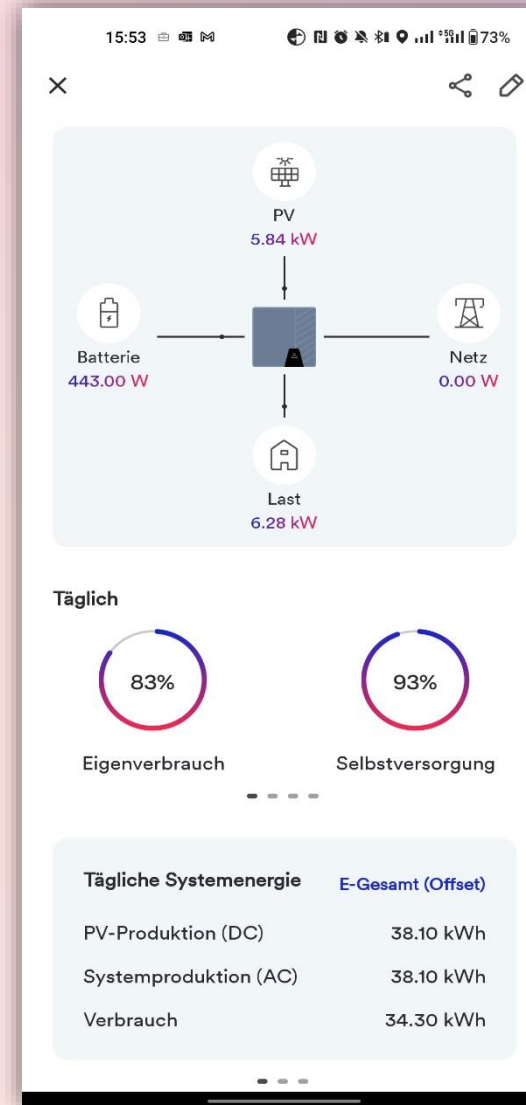 15:53 73%
PV
5.84 kW
Batterie
443.00 W
Netz
0.00 W
Last
6.28 kW
Täglich
83%
93%
Eigenverbrauch
Selbstversorgung
Tägliche Systemenergie E-Gesamt (Offset)
PV-Produktion (DC) 38.10 kWh
Systemproduktion (AC) 38.10 kWh
Verbrauch 34.30 kWh